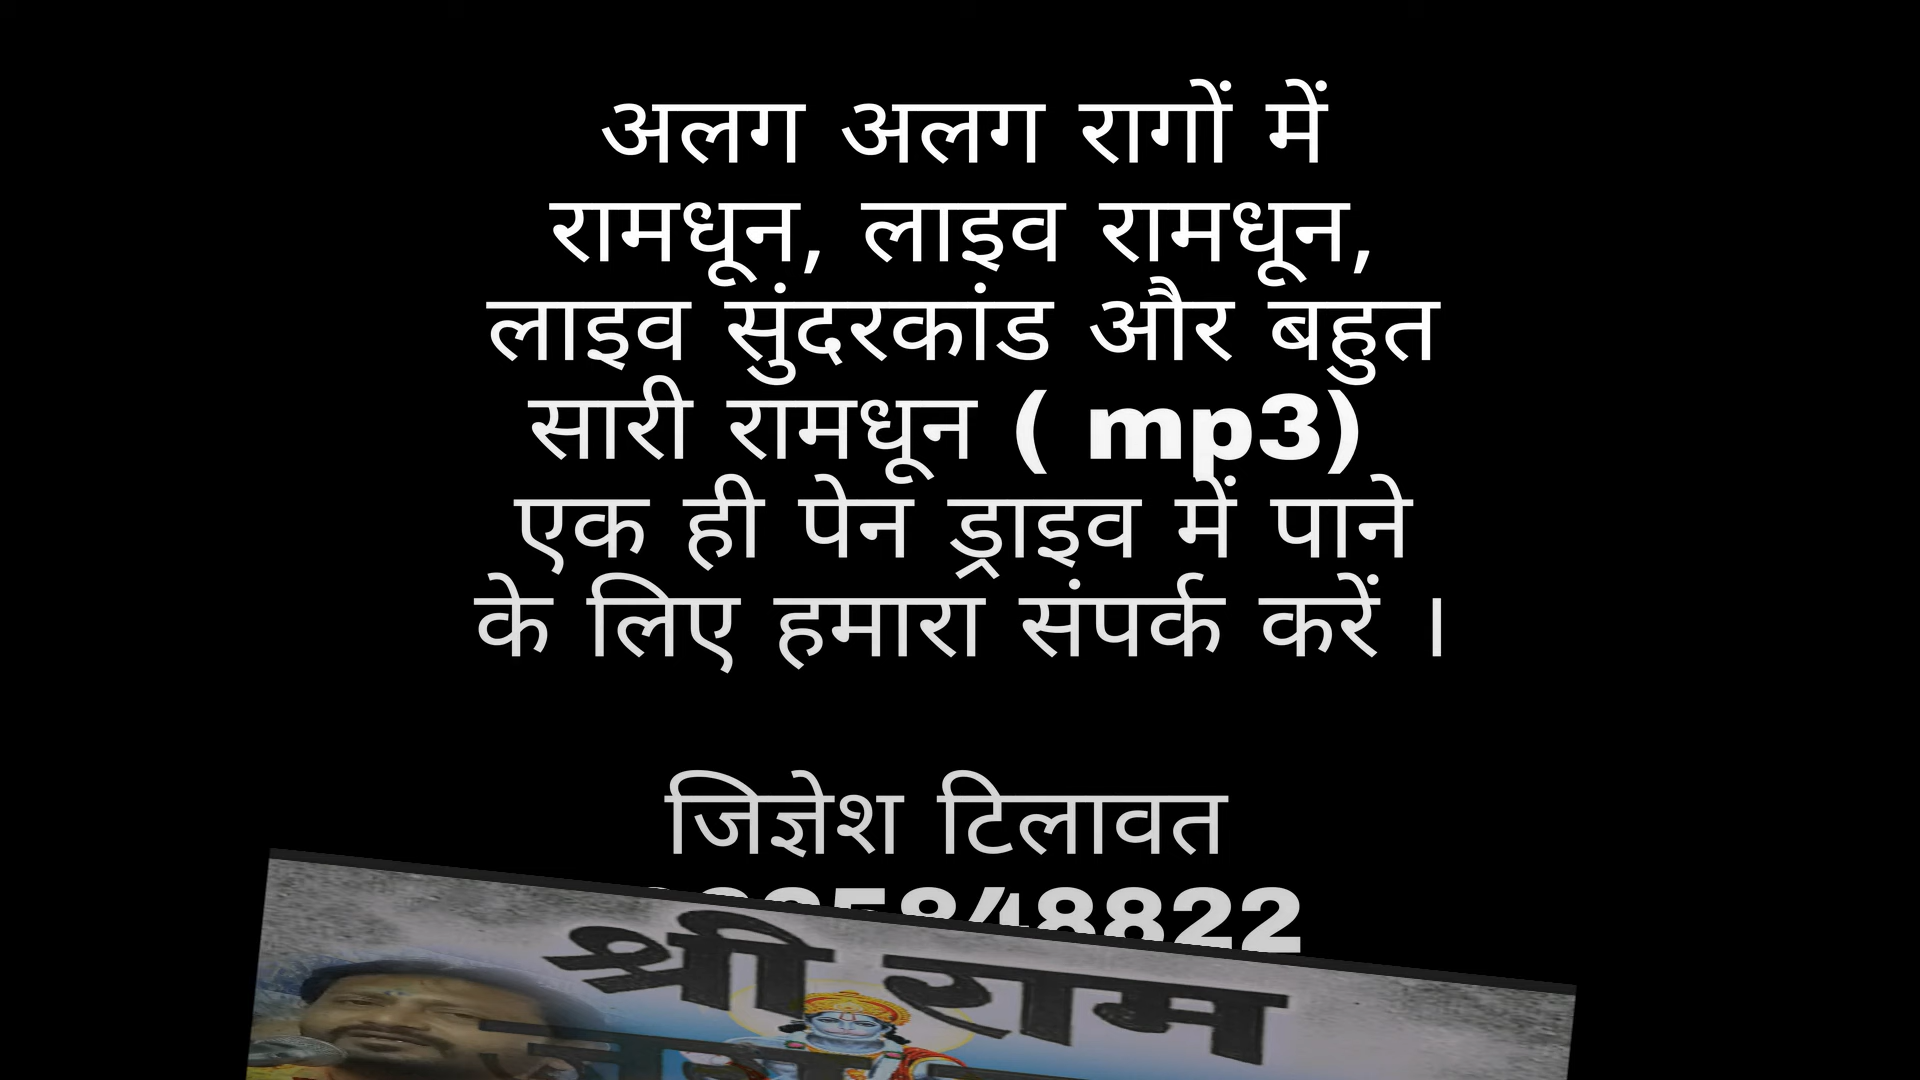 अलग अलग रागों में
रामधून, लाइव रामधून,
लाइव सुंदरकांड और बहुत
सारी रामधून ( mp3)
एक ही पेन ड्राइव में पाने
के लिए हमारा संपर्क करें ।
जिज्ञेश टिलावत
श्री राम